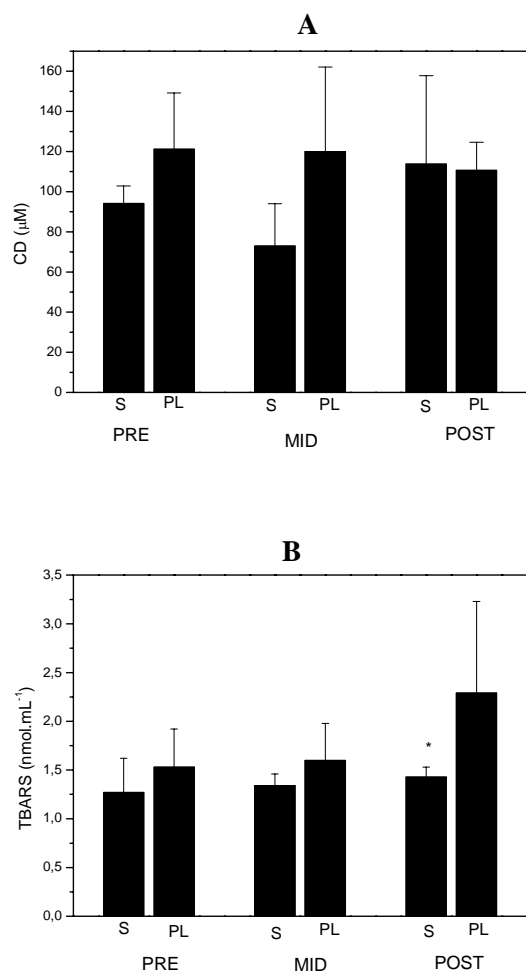 A
160
140
120
100
80
60
40
20
0
CD (μM)
S PL S PL S PL
PRE MID POST
B
3,5
3,0
2,5
2,0
1,5
1,0
0,5
0,0
TBARS (nmol.mL⁻¹)
*
S PL S PL S PL
PRE MID POST